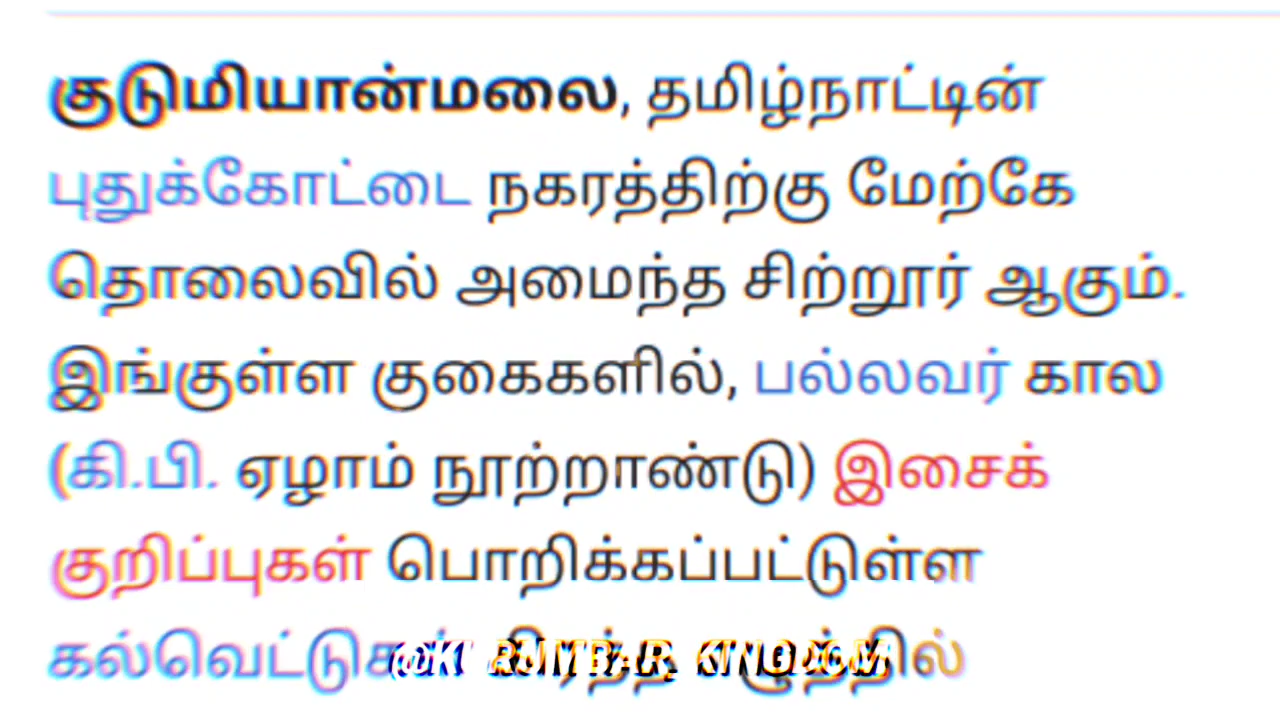 குடுமியான்மலை, தமிழ்நாட்டின்
புதுக்கோட்டை நகரத்திற்கு மேற்கே
தொலைவில் அமைந்த சிற்றூர் ஆகும்.
இங்குள்ள குகைகளில், பல்லவர் கால
(கி.பி. ஏழாம் நூற்றாண்டு) இசைக்
குறிப்புகள் பொறிக்கப்பட்டுள்ள